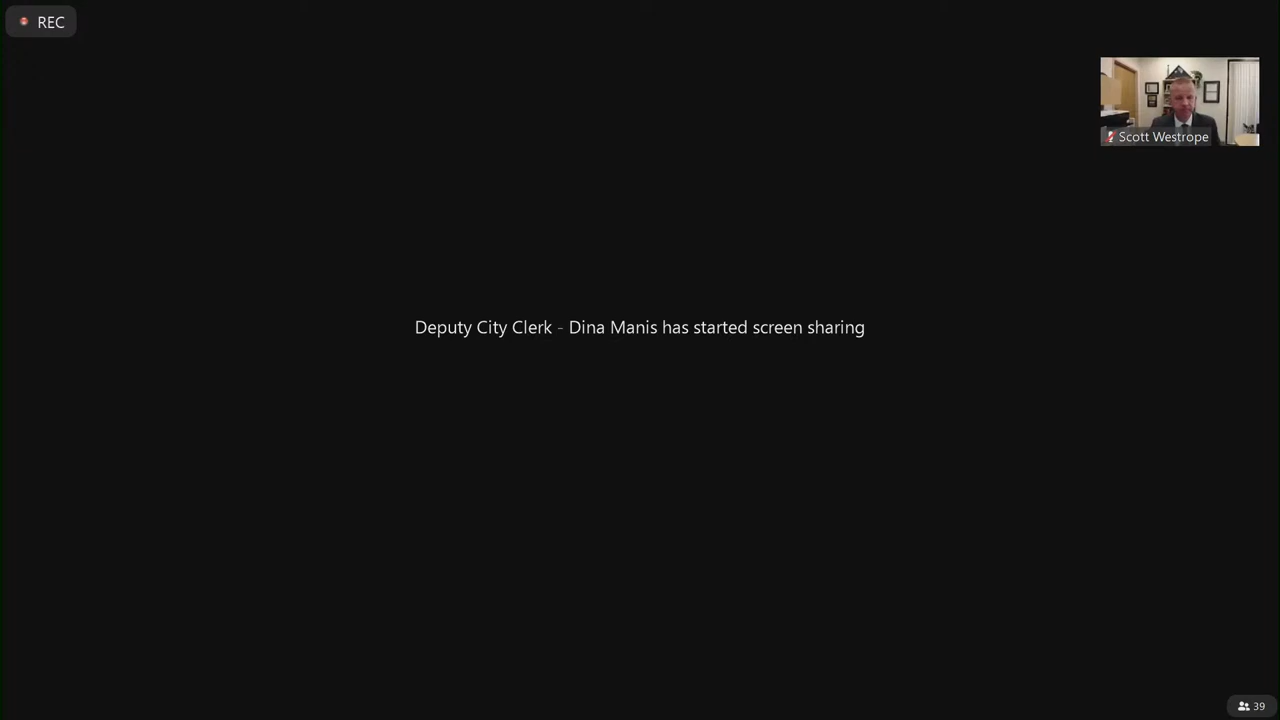 REC
Scott Westrope
Deputy City Clerk - Dina Manis has started screen sharing
39